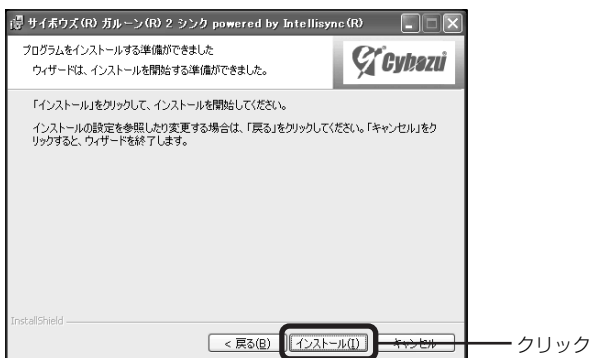 サイボウズ(R) ガルーン(R) 2 シンク powered by Intellisync(R)
プログラムをインストールする準備ができました
ウィザードは、インストールを開始する準備ができました。
Cybozu
「インストール」をクリックして、インストールを開始してください。
インストールの設定を参照したり変更する場合は、「戻る」をクリックしてください。「キャンセル」をク
リックすると、ウィザードを終了します。
InstallShield
< 戻る(B)
インストール(I)
キャンセル
クリック